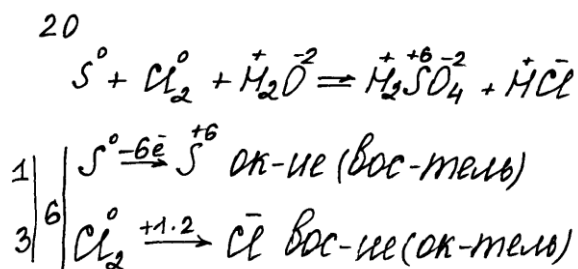 20
S⁰ + Cl₂⁰ + H₂⁺O⁻² = H₂⁺S⁺⁶O₄⁻² + H⁺Cl⁻
1 | 6 | S⁰ –6ē→ S⁺⁶ ок-ие (вос-тель)
3 | Cl₂⁰ +1·2→ Cl⁻ вос-ие (ок-тель)